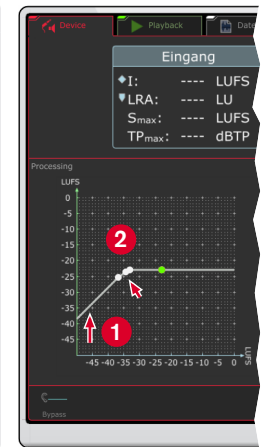 Device Playback Date
Eingang
I: ---- LUFS
LRA: ---- LU
Smax: ---- LUFS
TPmax: ---- dBTP
Processing
LUFS
0
-5
-10
-15
2
-20
-25
-30
-35
1
-40
-45
-45 -40 -35 -30 -25 -20 -15 -10 -5 0 LUFS
Bypass